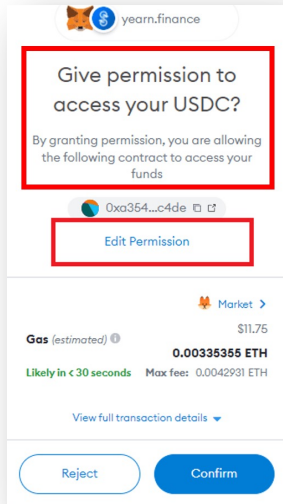 yearn.finance
Give permission to
access your USDC?
By granting permission, you are allowing
the following contract to access your
funds
0xa354...c4de
Edit Permission
Market >
$11.75
Gas (estimated)
0.00335355 ETH
Likely in < 30 seconds Max fee: 0.0042931 ETH
View full transaction details
Reject
Confirm